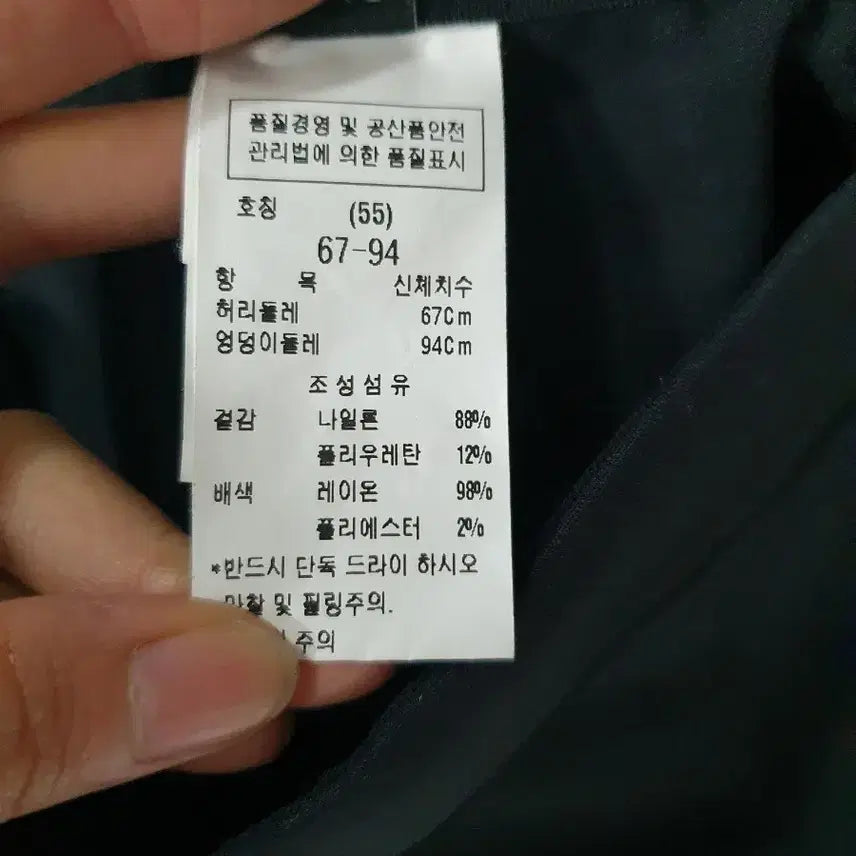 품질경영 및 공산품안전
관리법에 의한 품질표시
호칭 (55)
67-94
항 목 신체치수
허리둘레 67Cm
엉덩이둘레 94Cm
조성섬유
겉감 나일론 88%
폴리우레탄 12%
배색 레이온 98%
폴리에스터 2%
*반드시 단독 드라이 하시오
마찰 및 필링주의.
주의